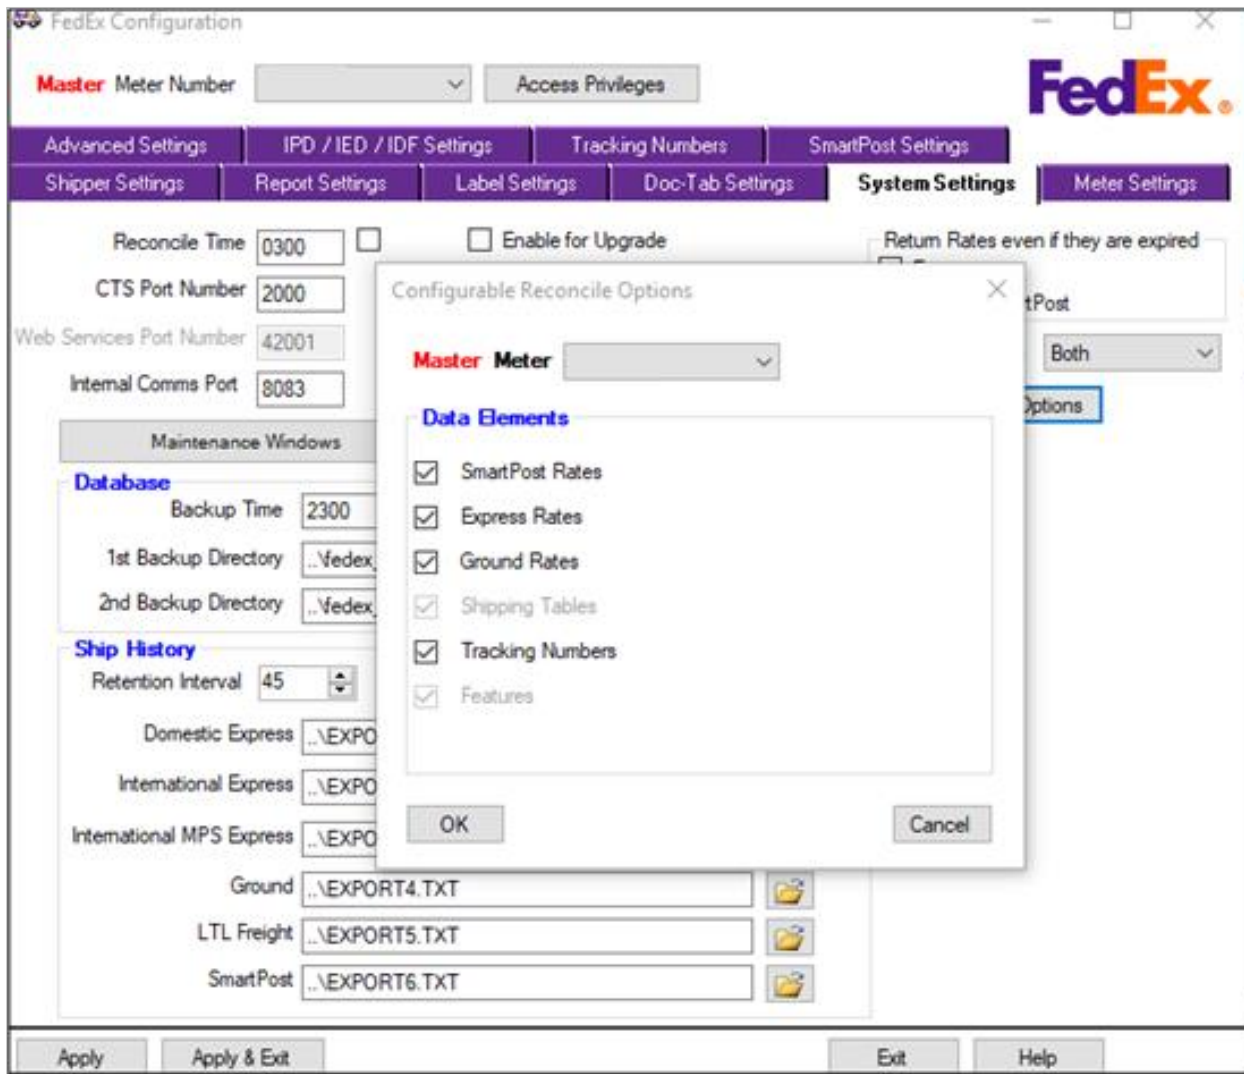 FedEx Configuration
Master Meter Number
Access Privileges
FedEx®
Advanced Settings
IPD / IED / IDF Settings
Tracking Numbers
SmartPost Settings
Shipper Settings
Report Settings
Label Settings
Doc-Tab Settings
System Settings
Meter Settings
Reconcile Time 0300
Enable for Upgrade
Return Rates even if they are expired
CTS Port Number 2000
tPost
Web Services Port Number 42001
Both
Internal Comms Port 8083
Options
Maintenance Windows
Configurable Reconcile Options
Master Meter
Data Elements
SmartPost Rates
Express Rates
Ground Rates
Shipping Tables
Tracking Numbers
Features
OK
Cancel
Database
Backup Time 2300
1st Backup Directory ..\fedex_
2nd Backup Directory ..\fedex_
Ship History
Retention Interval 45
Domestic Express ..\EXPO
International Express ..\EXPO
International MPS Express ..\EXPO
Ground ..\EXPORT4.TXT
LTL Freight ..\EXPORT5.TXT
SmartPost ..\EXPORT6.TXT
Apply
Apply & Exit
Exit
Help